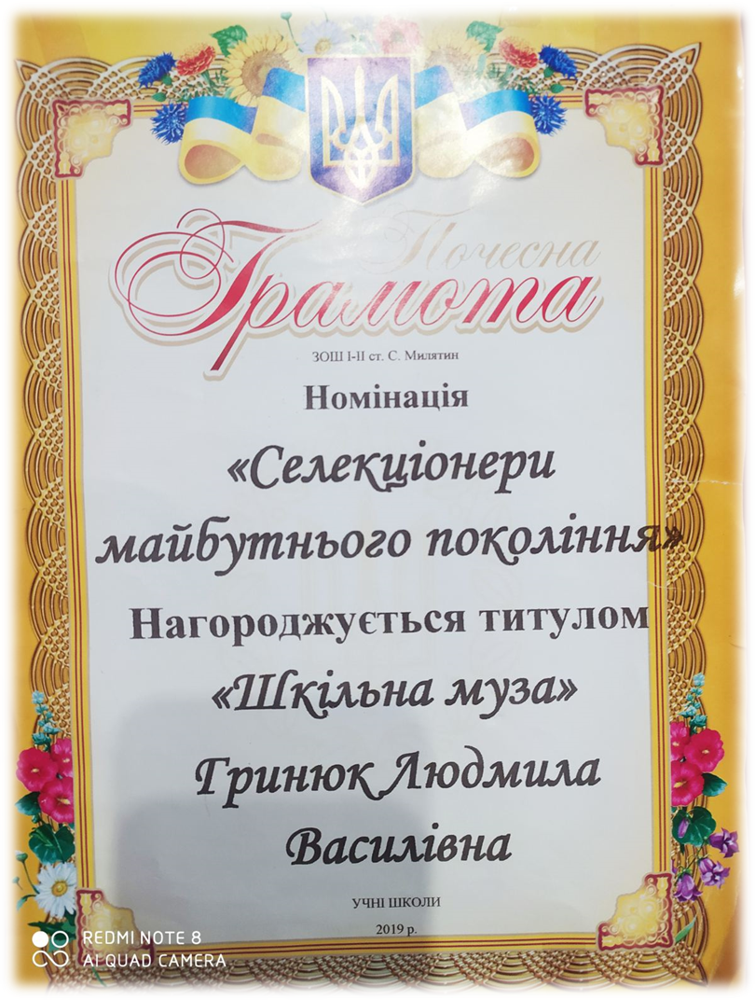 Почесна
Грамота
ЗОШ І-ІІ ст. С. Милятин
Номінація
«Селекціонери
майбутнього покоління»
Нагороджується титулом
«Шкільна муза»
Гринюк Людмила
Василівна
УЧНІ ШКОЛИ
2019 р.
REDMI NOTE 8
AI QUAD CAMERA